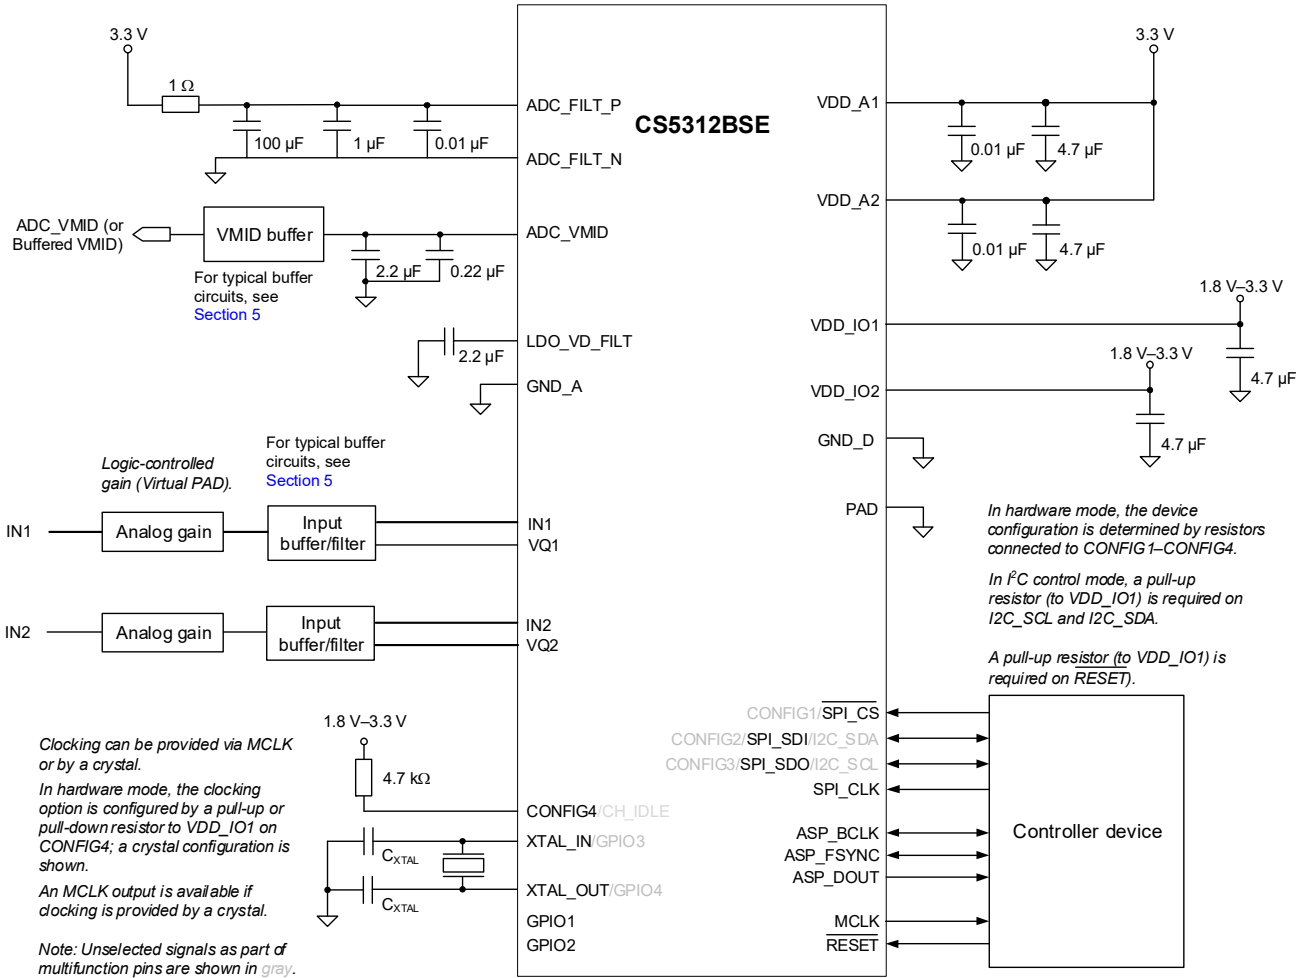 3.3 V
1 Ω
ADC_FILT_P
100 µF
1 µF
0.01 µF
ADC_FILT_N
ADC_VMID (or
Buffered VMID)
VMID buffer
ADC_VMID
2.2 µF
0.22 µF
For typical buffer
circuits, see
Section 5
LDO_VD_FILT
2.2 µF
GND_A
Logic-controlled
gain (Virtual PAD).
For typical buffer
circuits, see
Section 5
IN1
Analog gain
Input
buffer/filter
IN1
VQ1
IN2
Analog gain
Input
buffer/filter
IN2
VQ2
Clocking can be provided via MCLK
or by a crystal.
In hardware mode, the clocking
option is configured by a pull-up or
pull-down resistor to VDD_IO1 on
CONFIG4; a crystal configuration is
shown.
An MCLK output is available if
clocking is provided by a crystal.
Note: Unselected signals as part of
multifunction pins are shown in gray.
1.8 V–3.3 V
4.7 kΩ
CONFIG4/CH_IDLE
XTAL_IN/GPIO3
CXTAL
XTAL_OUT/GPIO4
CXTAL
GPIO1
GPIO2
CS5312BSE
3.3 V
VDD_A1
0.01 µF
4.7 µF
VDD_A2
0.01 µF
4.7 µF
1.8 V–3.3 V
VDD_IO1
4.7 µF
1.8 V–3.3 V
VDD_IO2
4.7 µF
GND_D
PAD
In hardware mode, the device
configuration is determined by resistors
connected to CONFIG1–CONFIG4.
In I²C control mode, a pull-up
resistor (to VDD_IO1) is required on
I2C_SCL and I2C_SDA.
A pull-up resistor (to VDD_IO1) is
required on RESET).
CONFIG1/SPI_CS
CONFIG2/SPI_SDI/I2C_SDA
CONFIG3/SPI_SDO/I2C_SCL
SPI_CLK
ASP_BCLK
ASP_FSYNC
ASP_DOUT
MCLK
RESET
Controller device